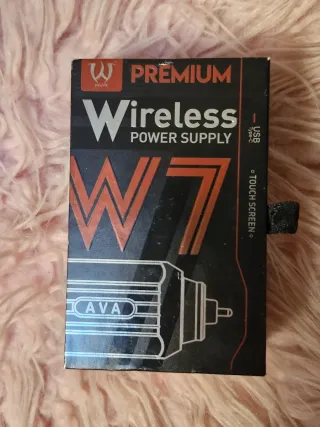 W
PREMIUM
Wireless
POWER SUPPLY
W7
AVA
USB
Type-C
TOUCH SCREEN